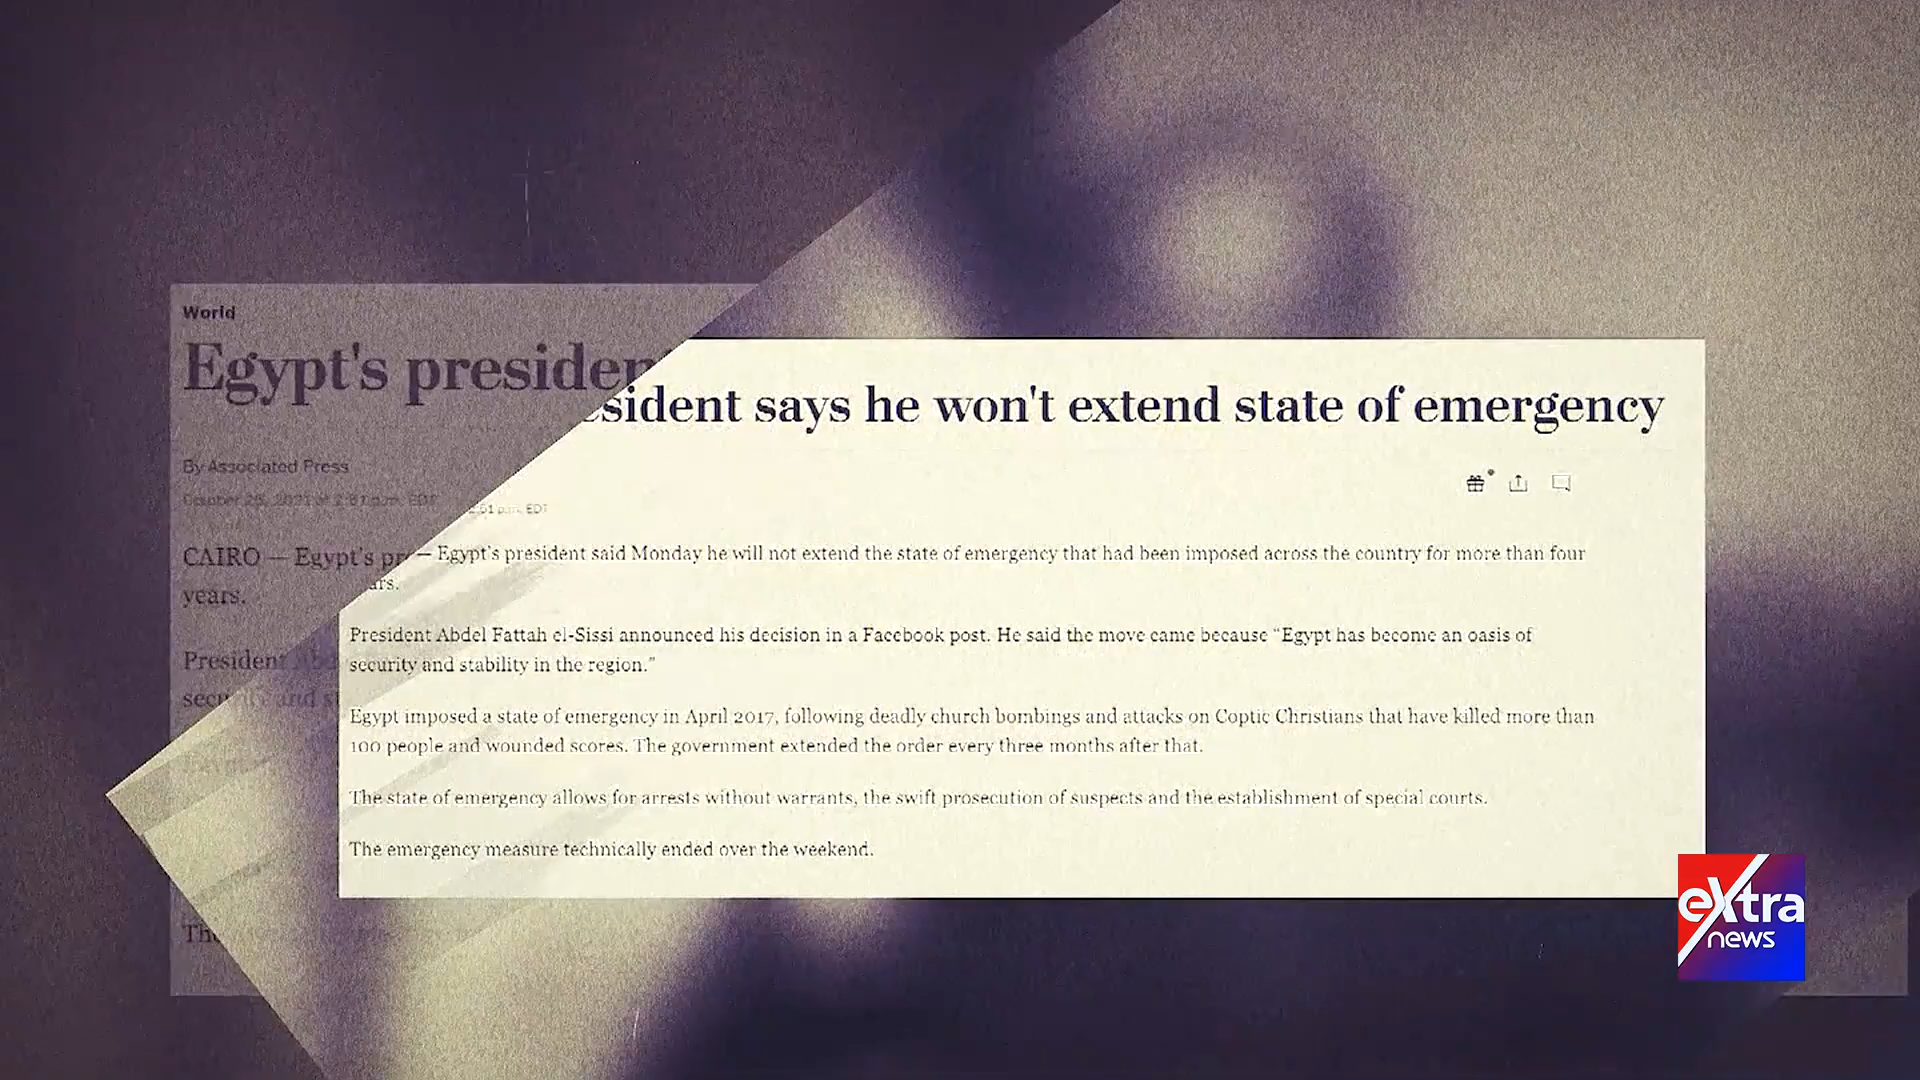 World
Egypt's presiden
sident says he won't extend state of emergency
By Associated Press
p.m. EDT
CAIRO — Egypt's pr
years.
— Egypt's president said Monday he will not extend the state of emergency that had been imposed across the country for more than four
ars.
President
President Abdel Fattah el-Sissi announced his decision in a Facebook post. He said the move came because “Egypt has become an oasis of
security and stability in the region.”
Egypt imposed a state of emergency in April 2017, following deadly church bombings and attacks on Coptic Christians that have killed more than
100 people and wounded scores. The government extended the order every three months after that.
The state of emergency allows for arrests without warrants, the swift prosecution of suspects and the establishment of special courts.
The emergency measure technically ended over the weekend.
The
eXtra
news